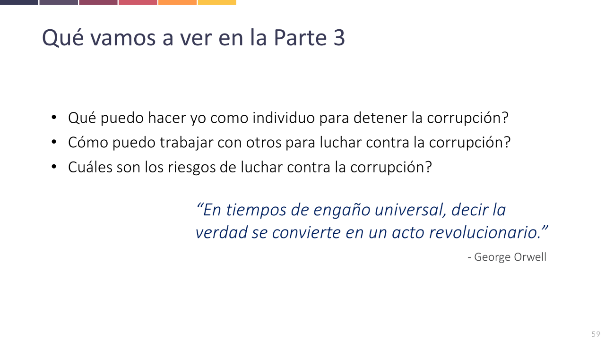 Qué vamos a ver en la Parte 3
• Qué puedo hacer yo como individuo para detener la corrupción?
• Cómo puedo trabajar con otros para luchar contra la corrupción?
• Cuáles son los riesgos de luchar contra la corrupción?
“En tiempos de engaño universal, decir la
verdad se convierte en un acto revolucionario.”
- George Orwell
59